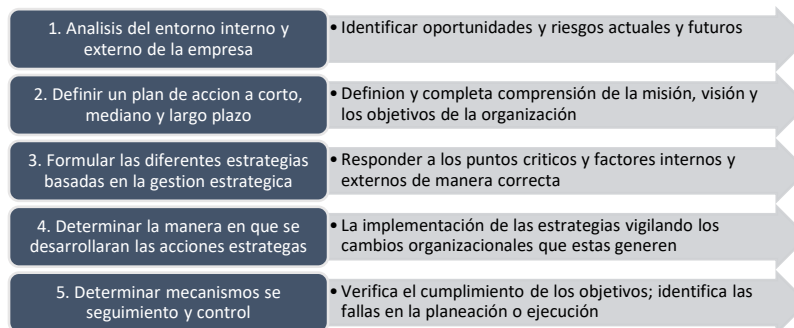 1. Analisis del entorno interno y
externo de la empresa
• Identificar oportunidades y riesgos actuales y futuros
2. Definir un plan de accion a corto,
mediano y largo plazo
• Definion y completa comprensión de la misión, visión y
los objetivos de la organización
3. Formular las diferentes estrategias
basadas en la gestion estrategica
• Responder a los puntos criticos y factores internos y
externos de manera correcta
4. Determinar la manera en que se
desarrollaran las acciones estrategas
• La implementación de las estrategias vigilando los
cambios organizacionales que estas generen
5. Determinar mecanismos se
seguimiento y control
• Verifica el cumplimiento de los objetivos; identifica las
fallas en la planeación o ejecución